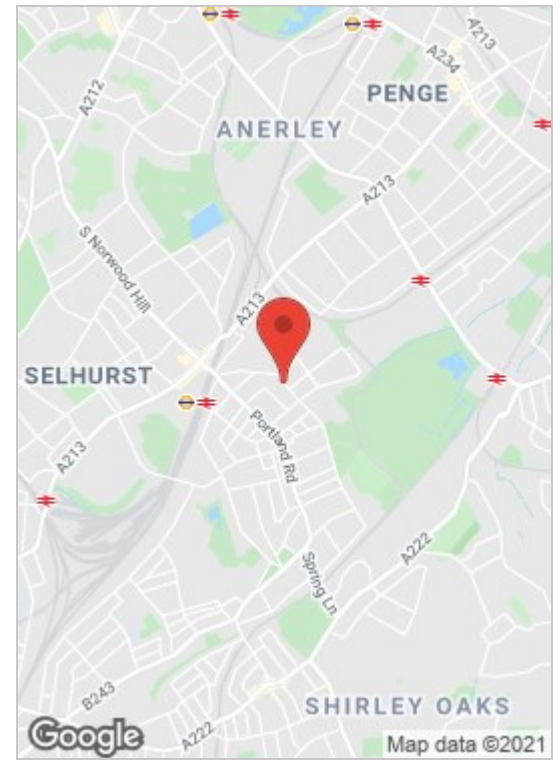 A213
A234
A212
PENGE
ANERLEY
A213
S Norwood Hill
A213
SELHURST
Portland Rd
A213
A222
Spring Ln
B243
SHIRLEY OAKS
A222
Google
Map data ©2021